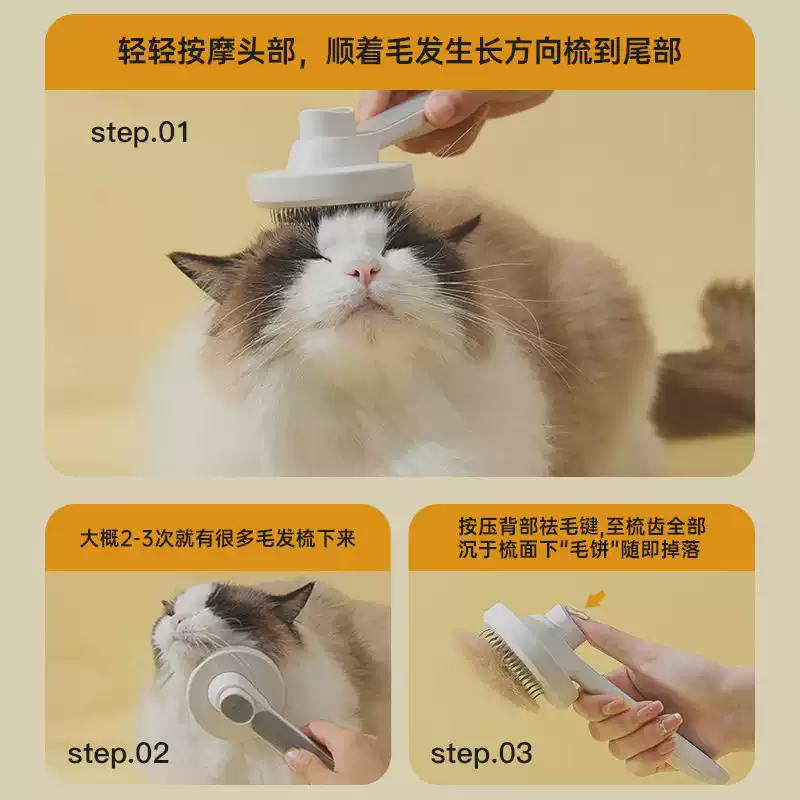 轻轻按摩头部，顺着毛发生长方向梳到尾部
step.01
大概2-3次就有很多毛发梳下来
step.02
按压背部祛毛键,至梳齿全部
沉于梳面下“毛饼”随即掉落
step.03